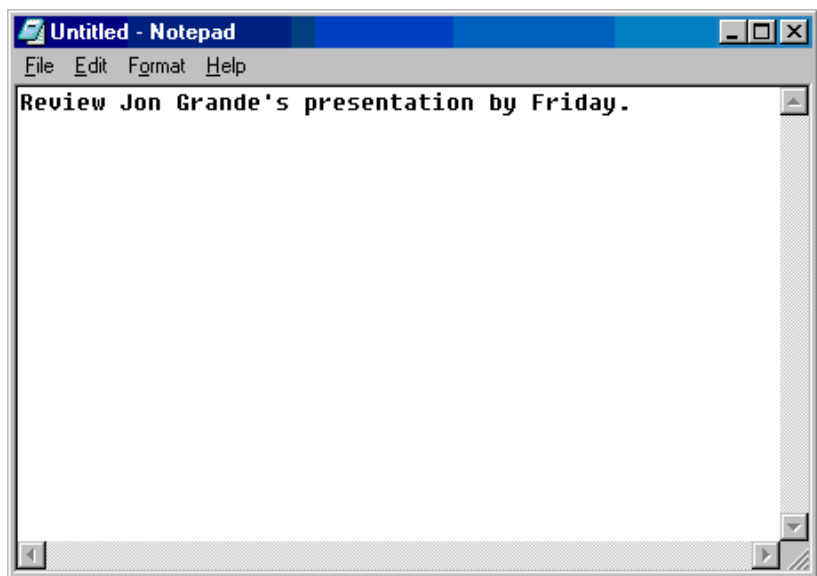 Untitled - Notepad
File Edit Format Help
Review Jon Grande's presentation by Friday.